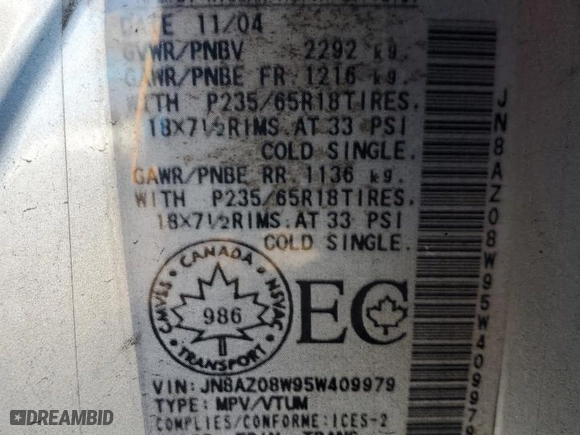 DATE 11/04
GVWR/PNBV 2292 kg.
GAWR/PNBE FR. 1216 kg.
WITH P235/65R18TIRES.
18X7½RIMS.AT 33 PSI
COLD SINGLE.
GAWR/PNBE RR. 1136 kg.
WITH P235/65R18TIRES.
18X7½RIMS.AT 33 PSI
COLD SINGLE.
CANADA
CMVSS
NSVAC
986
TRANSPORT
EC
VIN: JN8AZ08W95W409979
TYPE: MPV/VTUM
COMPLIES/CONFORME:ICES-2
JN8AZ08W95W409979
DREAMBIDCARS.COM